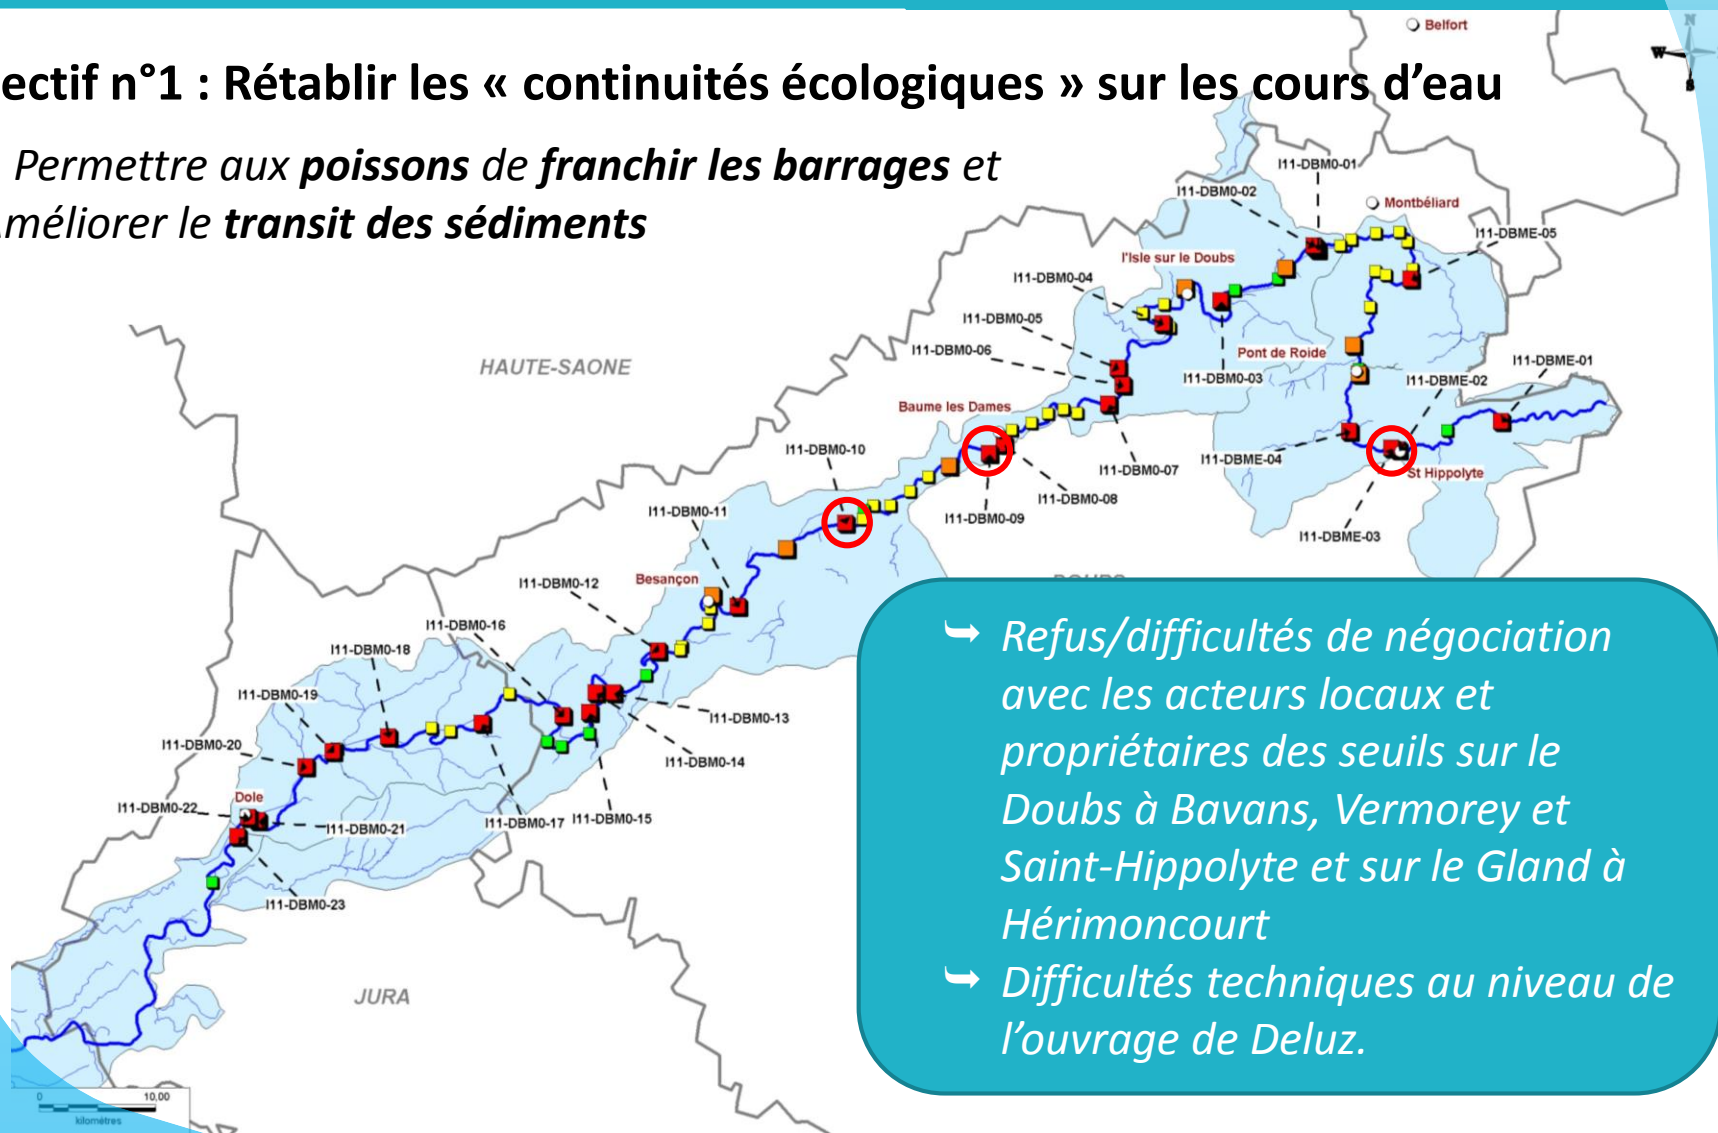 Belfort
N
W
S
ectif n°1 : Rétablir les « continuités écologiques » sur les cours d’eau
Permettre aux poissons de franchir les barrages et
méliorer le transit des sédiments
I11-DBM0-01
I11-DBM0-02
Montbéliard
I11-DBME-05
l'Isle sur le Doubs
I11-DBM0-04
I11-DBM0-05
HAUTE-SAONE
I11-DBM0-06
Pont de Roide
I11-DBME-01
I11-DBM0-03
I11-DBME-02
Baume les Dames
I11-DBM0-10
I11-DBME-04
I11-DBM0-07
St Hippolyte
I11-DBM0-08
I11-DBM0-11
I11-DBM0-09
I11-DBME-03
I11-DBM0-12
Besançon
DOUBS
I11-DBM0-16
I11-DBM0-18
I11-DBM0-19
I11-DBM0-13
I11-DBM0-20
I11-DBM0-14
Dole
I11-DBM0-22
I11-DBM0-21
I11-DBM0-17
I11-DBM0-15
I11-DBM0-23
JURA
0
10,00
kilomètres
➥ Refus/difficultés de négociation
avec les acteurs locaux et
propriétaires des seuils sur le
Doubs à Bavans, Vermorey et
Saint-Hippolyte et sur le Gland à
Hérimoncourt
➥ Difficultés techniques au niveau de
l’ouvrage de Deluz.